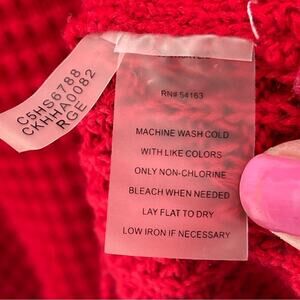 C5HS6788
CKHHA0082
RGE
RN# 54163
MACHINE WASH COLD
WITH LIKE COLORS
ONLY NON-CHLORINE
BLEACH WHEN NEEDED
LAY FLAT TO DRY
LOW IRON IF NECESSARY